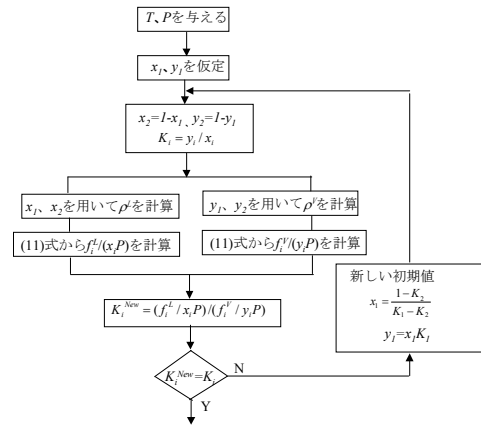 T、Pを与える
x₁、y₁を仮定
x₂=1-x₁、y₂=1-y₁
Kᵢ = yᵢ / xᵢ
x₁、x₂を用いてρᴸを計算
(11)式からfᵢᴸ/(xᵢP)を計算
y₁、y₂を用いてρⱽを計算
(11)式からfᵢⱽ/(yᵢP)を計算
Kᵢᴺᵉʷ = (fᵢᴸ / xᵢP)/(fᵢⱽ / yᵢP)
Kᵢᴺᵉʷ=Kᵢ
N
Y
新しい初期値
x₁ = (1−K₂)/(K₁−K₂)
y₁=x₁K₁